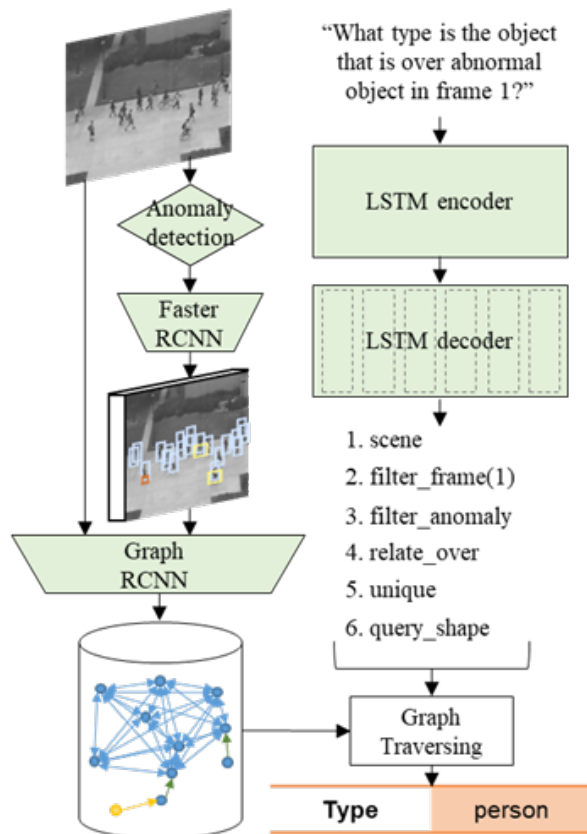 “What type is the object
that is over abnormal
object in frame 1?”
Anomaly
detection
Faster
RCNN
Graph
RCNN
LSTM encoder
LSTM decoder
1. scene
2. filter_frame(1)
3. filter_anomaly
4. relate_over
5. unique
6. query_shape
Graph
Traversing
Type person